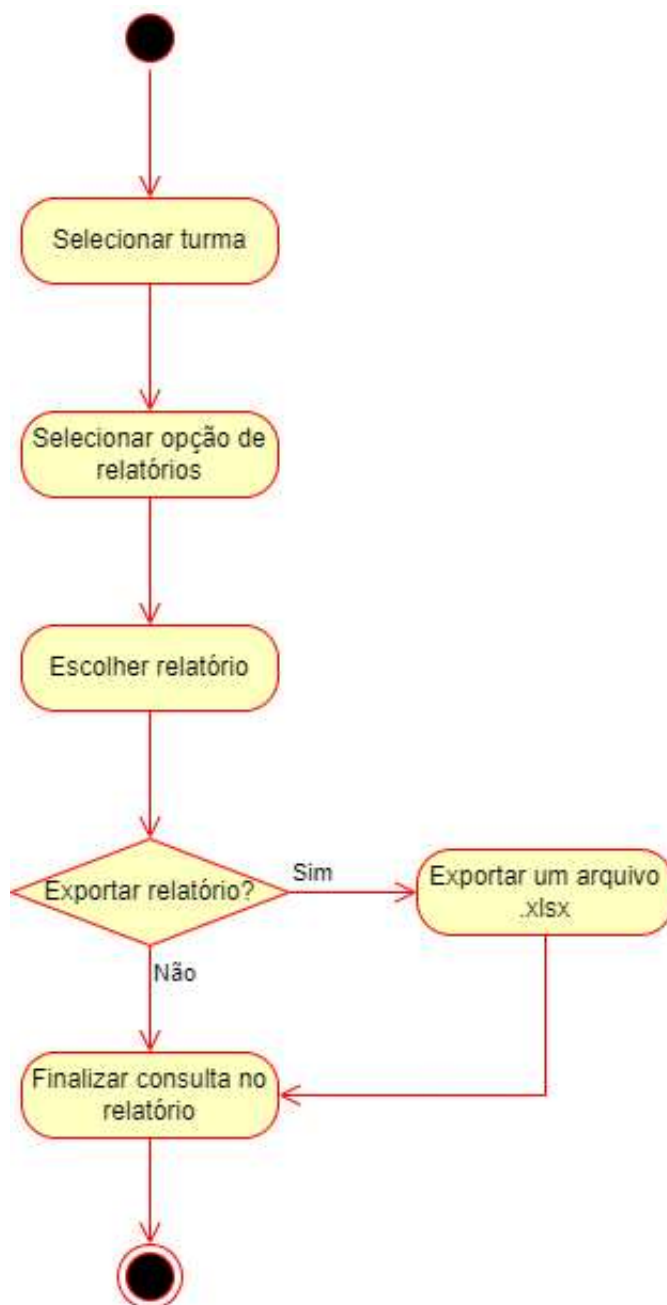 Selecionar turma
Selecionar opção de
relatórios
Escolher relatório
Exportar relatório?
Sim
Exportar um arquivo
.xlsx
Não
Finalizar consulta no
relatório